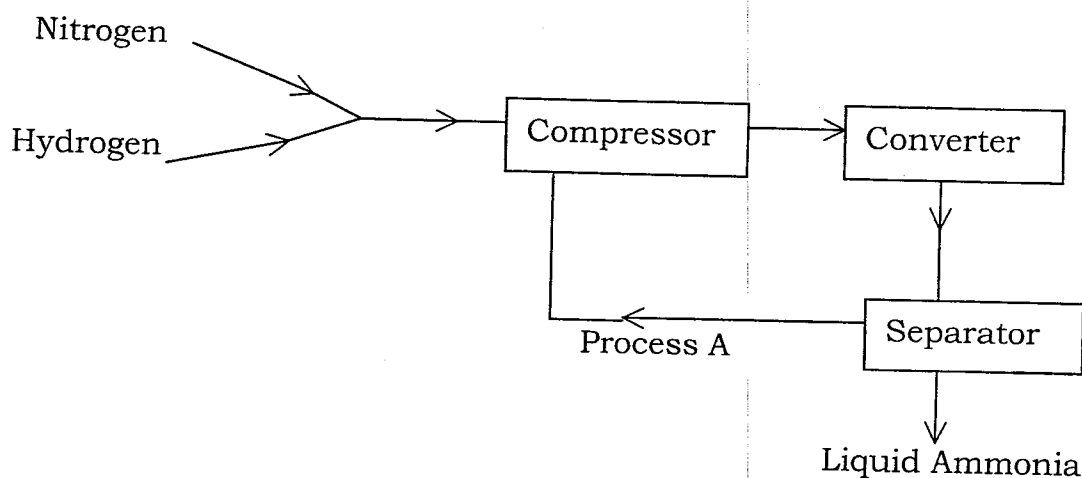 Nitrogen
Hydrogen
Compressor
Converter
Process A
Separator
Liquid Ammonia